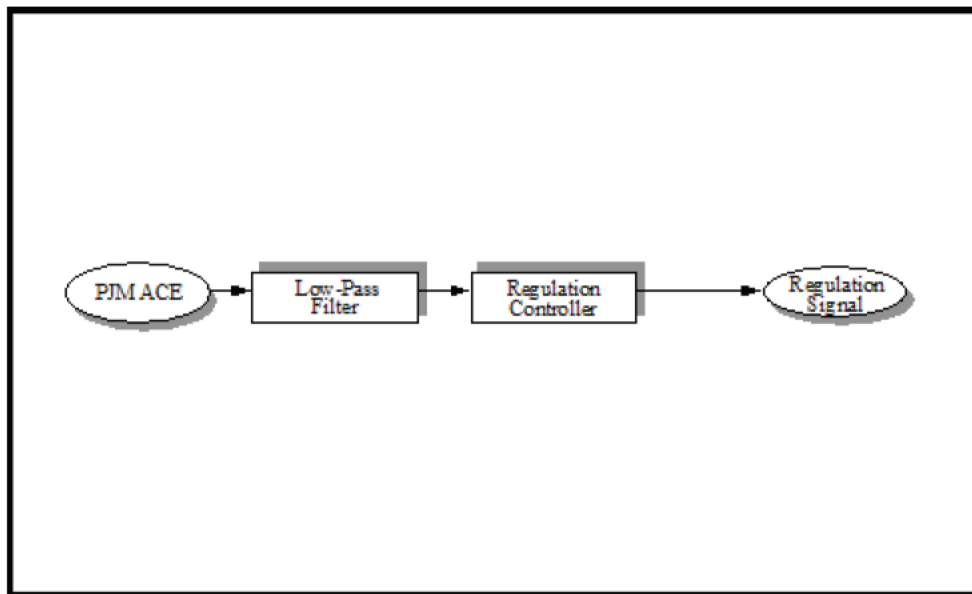 PJM ACE
Low-Pass
Filter
Regulation
Controller
Regulation
Signal